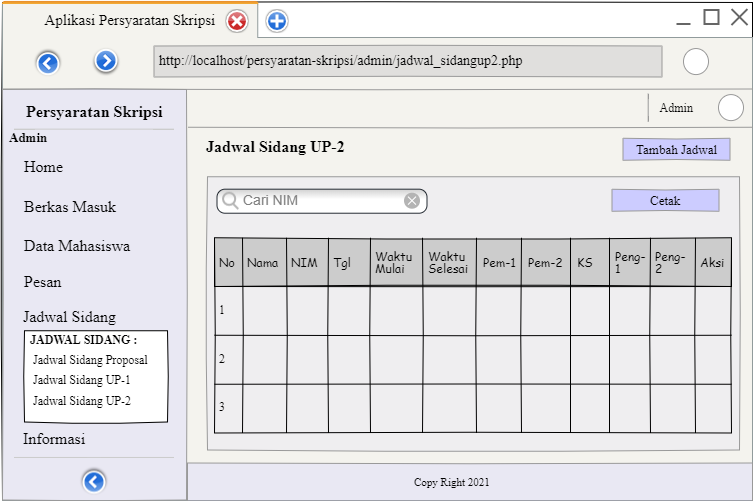 Aplikasi Persyaratan Skripsi
http://localhost/persyaratan-skripsi/admin/jadwal_sidangup2.php
Persyaratan Skripsi
Admin
Admin
Home
Berkas Masuk
Data Mahasiswa
Pesan
Jadwal Sidang
JADWAL SIDANG :
Jadwal Sidang Proposal
Jadwal Sidang UP-1
Jadwal Sidang UP-2
Informasi
Jadwal Sidang UP-2
Tambah Jadwal
Cari NIM
Cetak
No Nama NIM Tgl Waktu Mulai Waktu Selesai Pem-1 Pem-2 KS Peng-1 Peng-2 Aksi
1
2
3
Copy Right 2021